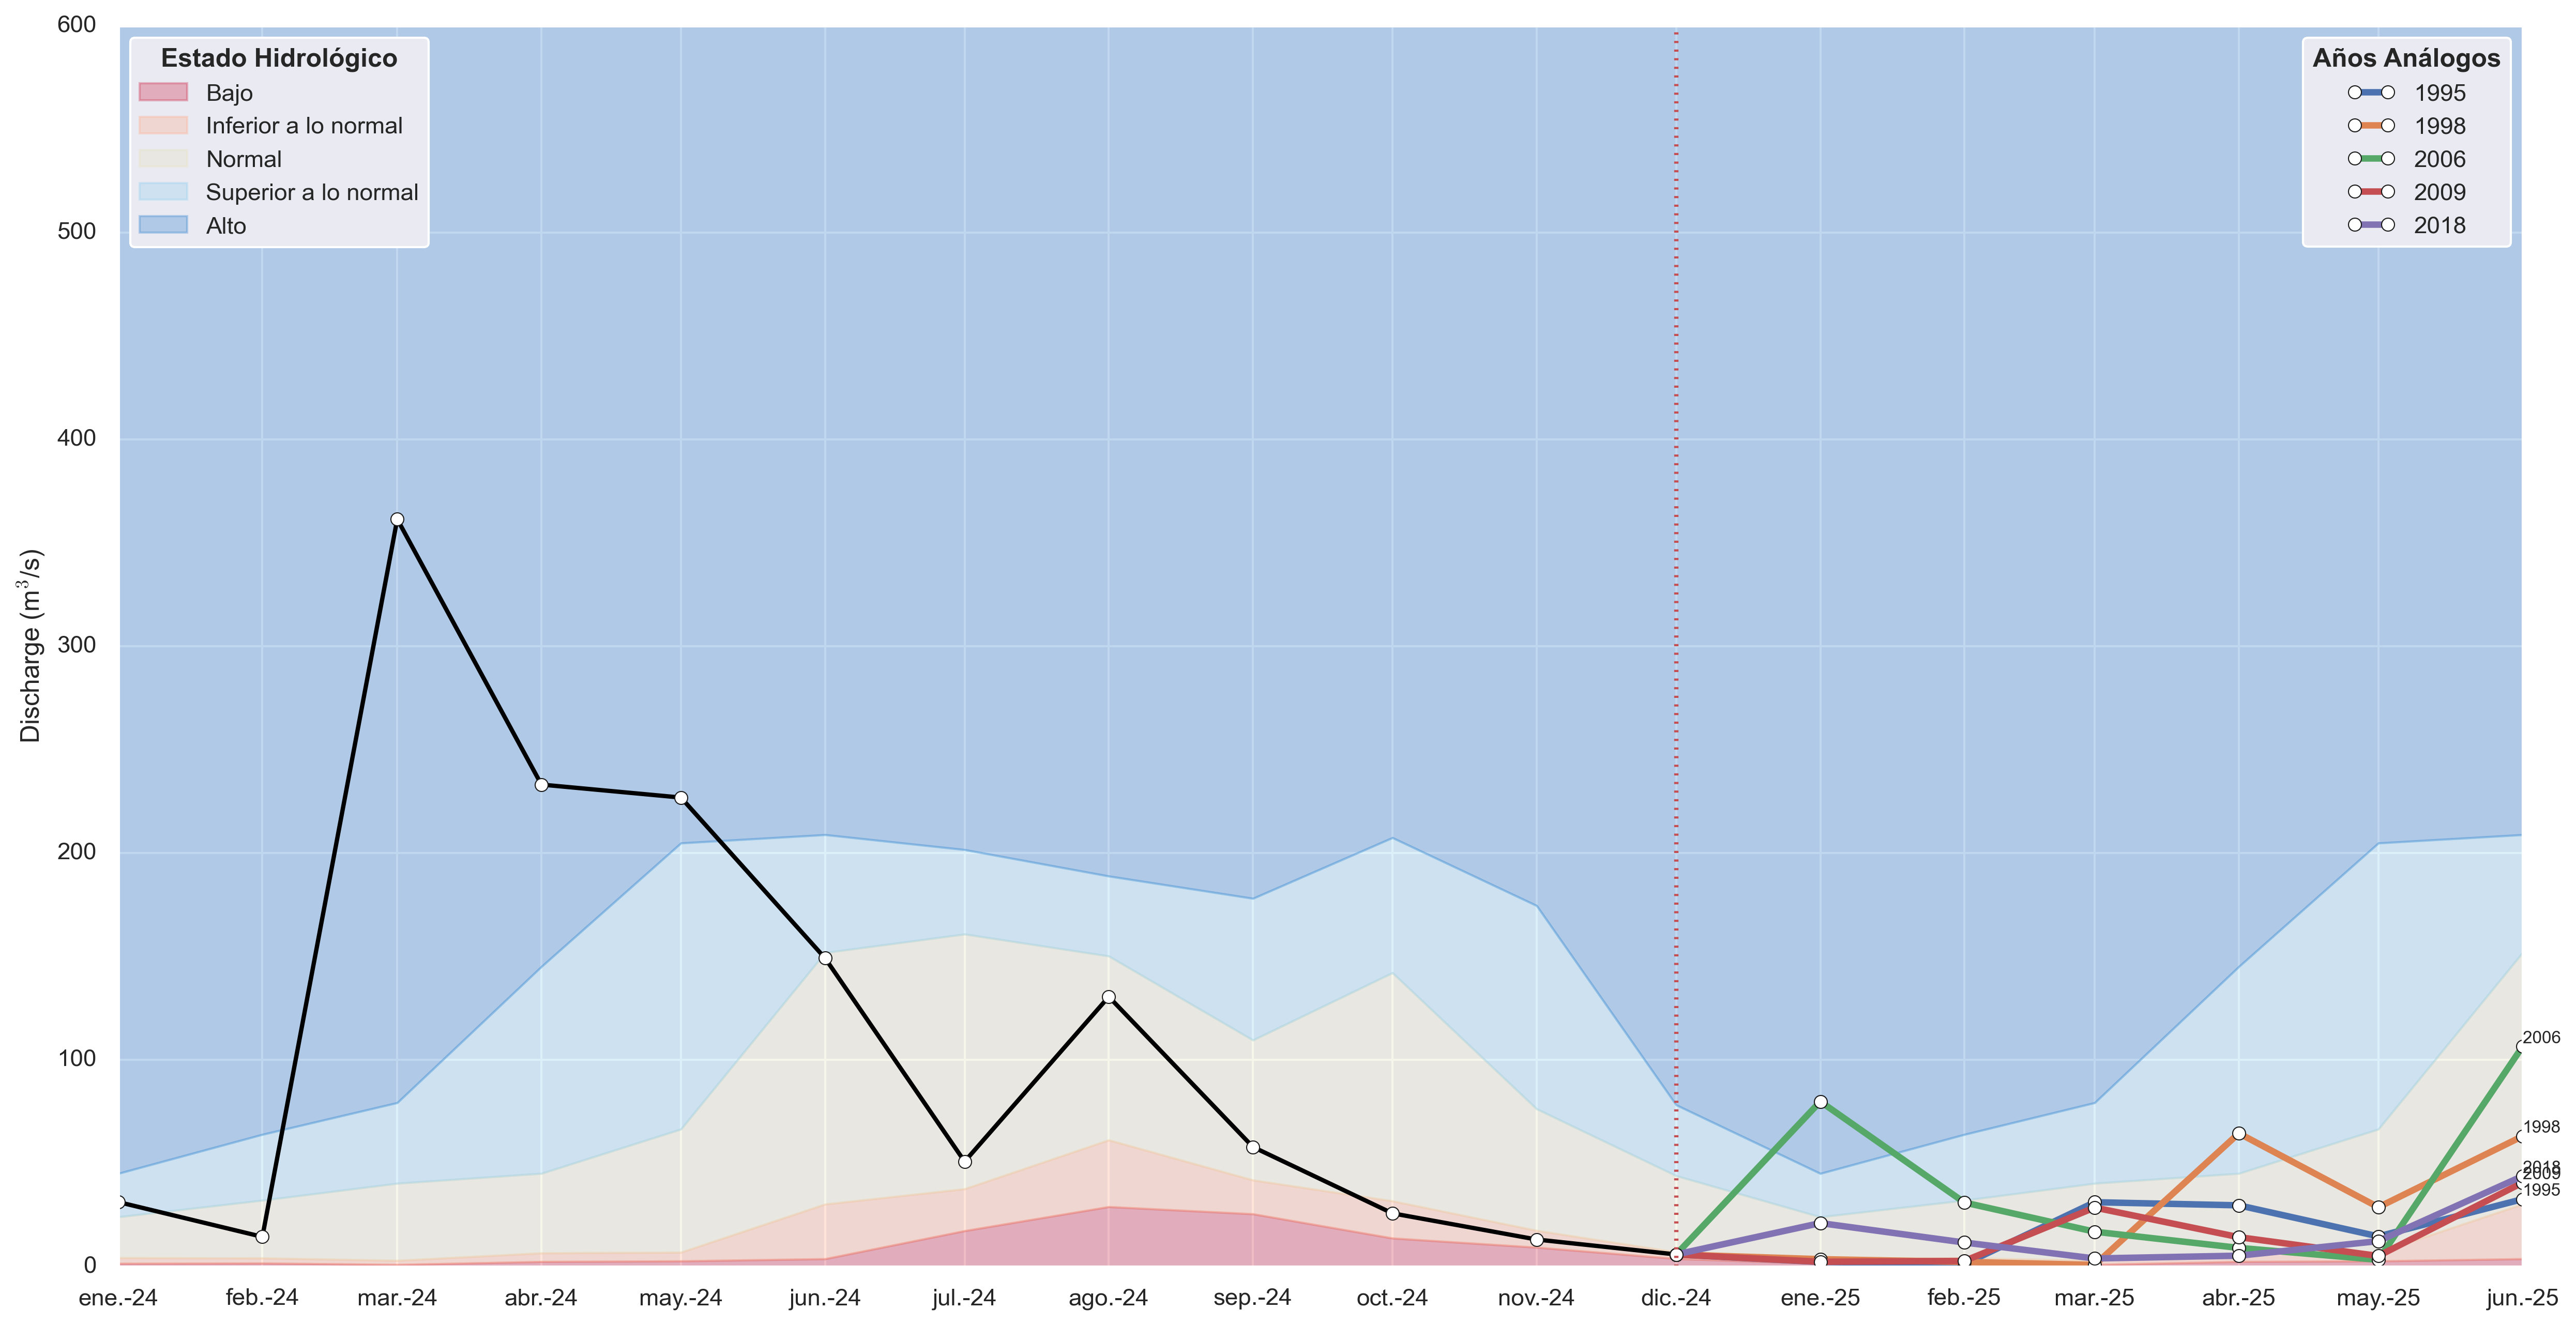 600
500
400
300
200
100
0
Discharge (m³/s)
Estado Hidrológico
Bajo
Inferior a lo normal
Normal
Superior a lo normal
Alto
Años Análogos
1995
1998
2006
2009
2018
2006
1998
2018
2009
1995
ene.-24 feb.-24 mar.-24 abr.-24 may.-24 jun.-24 jul.-24 ago.-24 sep.-24 oct.-24 nov.-24 dic.-24 ene.-25 feb.-25 mar.-25 abr.-25 may.-25 jun.-25